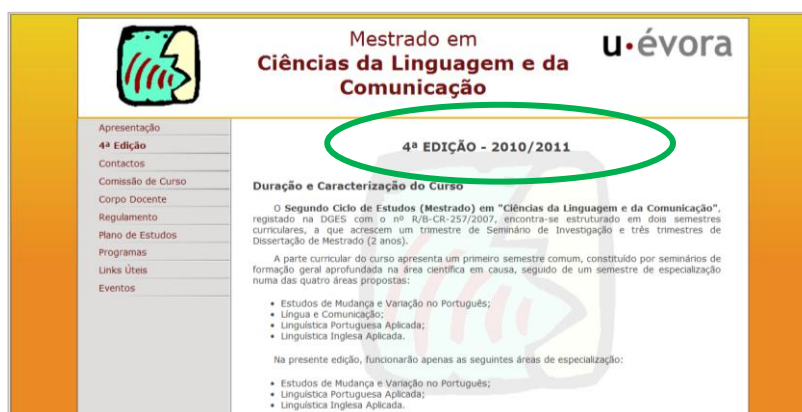 Mestrado em
Ciências da Linguagem e da
Comunicação
u•évora
Apresentação
4ª Edição
Contactos
Comissão de Curso
Corpo Docente
Regulamento
Plano de Estudos
Programas
Links Úteis
Eventos
4ª EDIÇÃO - 2010/2011
Duração e Caracterização do Curso
O Segundo Ciclo de Estudos (Mestrado) em "Ciências da Linguagem e da Comunicação",
registado na DGES com o nº R/B-CR-257/2007, encontra-se estruturado em dois semestres
curriculares, a que acrescem um trimestre de Seminário de Investigação e três trimestres de
Dissertação de Mestrado (2 anos).
A parte curricular do curso apresenta um primeiro semestre comum, constituído por seminários de
formação geral aprofundada na área científica em causa, seguido de um semestre de especialização
numa das quatro áreas propostas:
• Estudos de Mudança e Variação no Português;
• Língua e Comunicação;
• Linguística Portuguesa Aplicada;
• Linguística Inglesa Aplicada.
Na presente edição, funcionarão apenas as seguintes áreas de especialização:
• Estudos de Mudança e Variação no Português;
• Linguística Portuguesa Aplicada;
• Linguística Inglesa Aplicada.